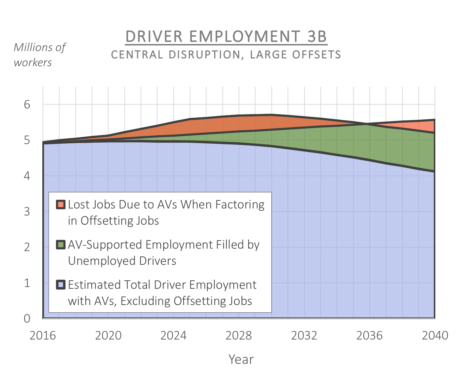 DRIVER EMPLOYMENT 3B
CENTRAL DISRUPTION, LARGE OFFSETS
Millions of
workers
6
5
4
3
2
1
0
Lost Jobs Due to AVs When Factoring
in Offsetting Jobs
AV-Supported Employment Filled by
Unemployed Drivers
Estimated Total Driver Employment
with AVs, Excluding Offsetting Jobs
2016 2020 2024 2028 2032 2036 2040
Year